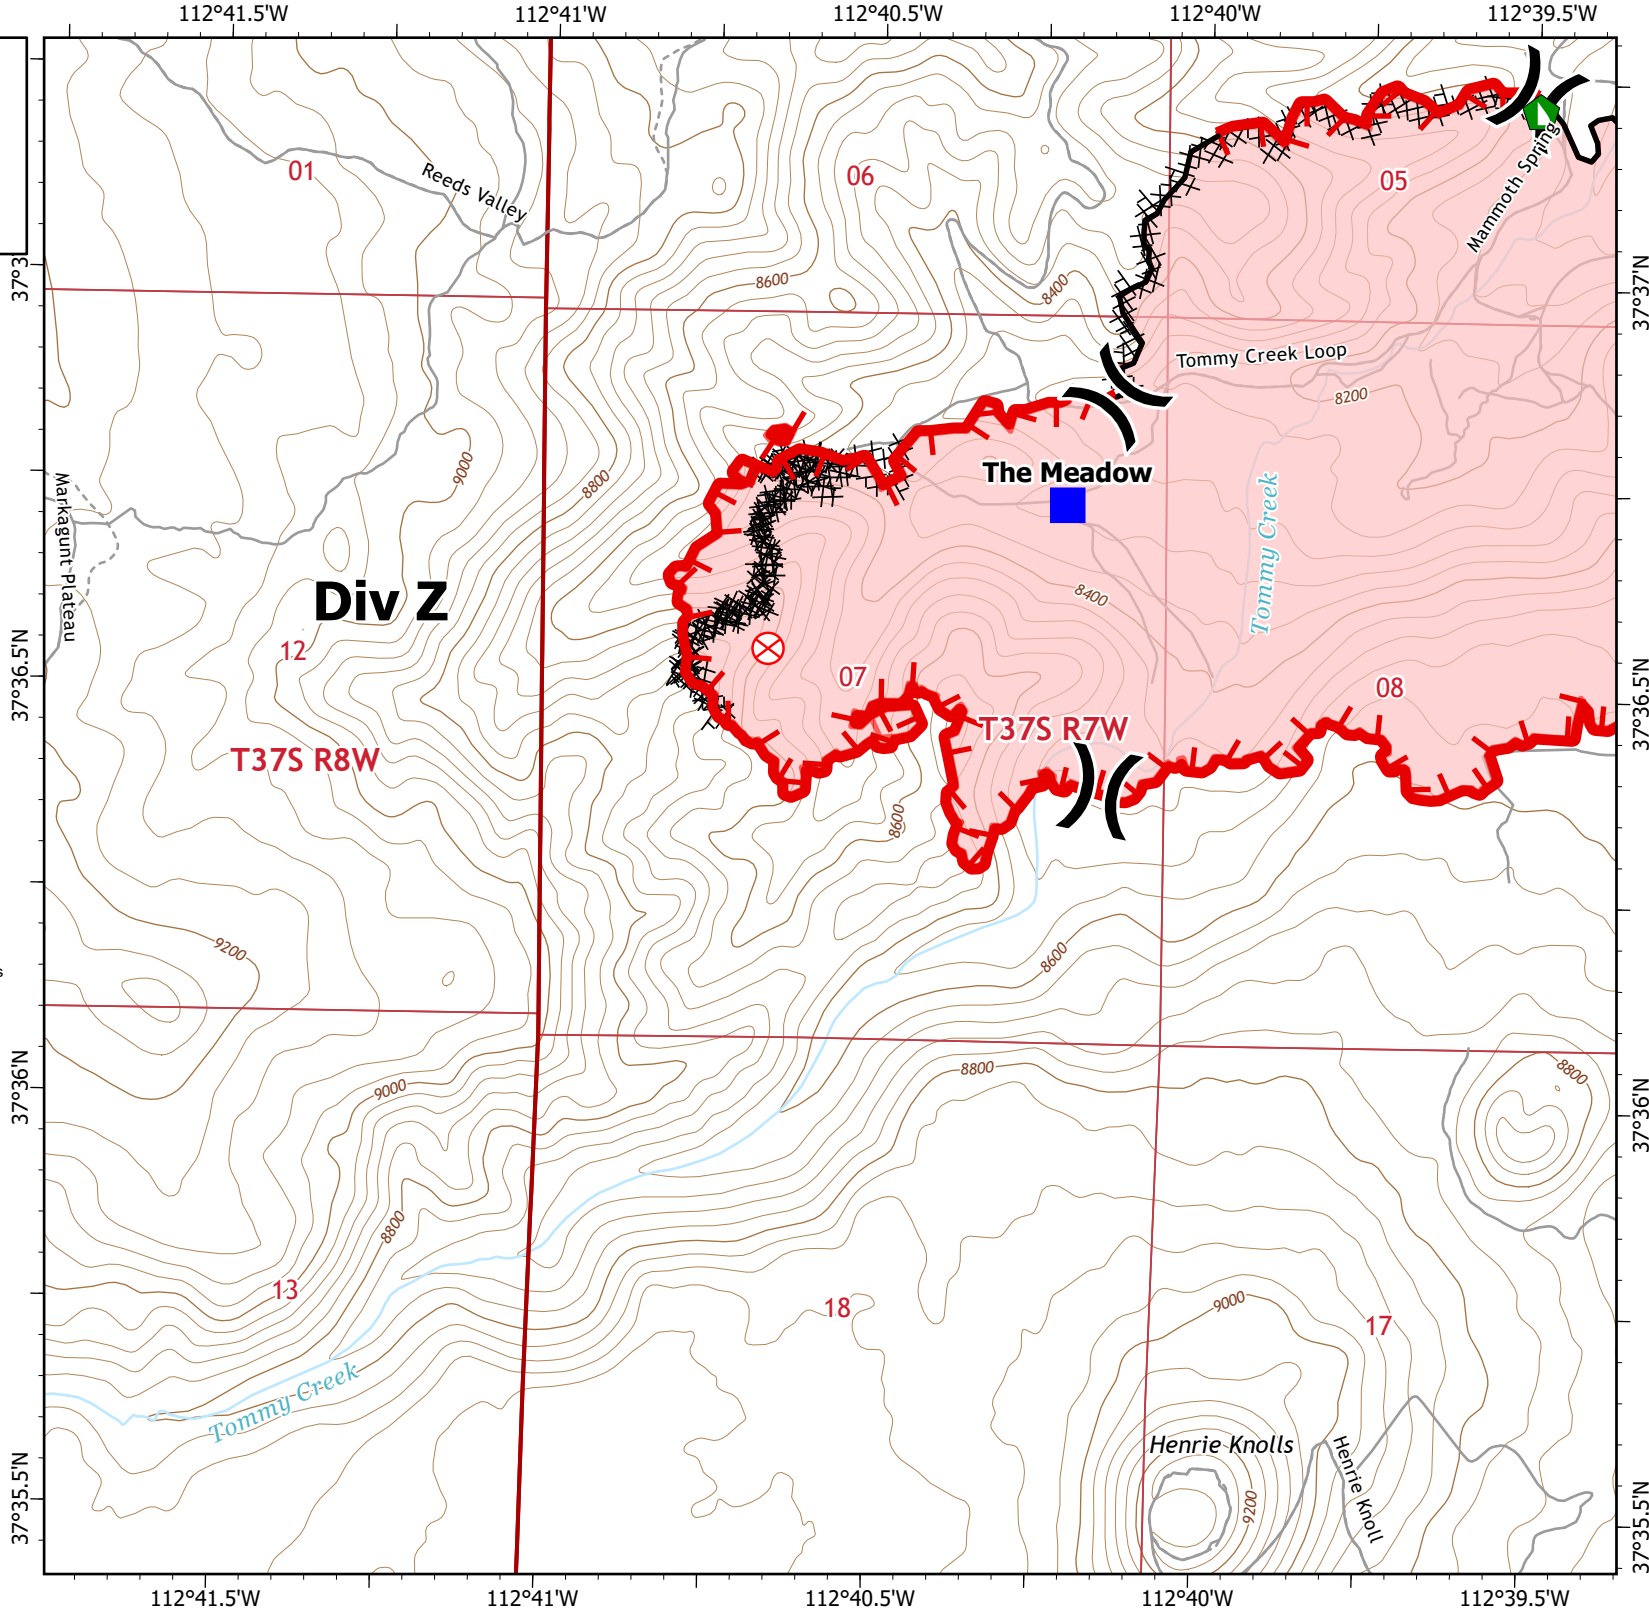 112°41.5'W
112°41'W
112°40.5'W
112°40'W
112°39.5'W
01
Reeds Valley
06
05
Mammoth Spring
37°37'N
8600
8400
Tommy Creek Loop
8200
9000
8800
The Meadow
Markagunt Plateau
Tommy Creek
Div Z
8400
12
37°36.5'N
37°36.5'N
07
08
T37S R7W
T37S R8W
8600
9200
8600
s
37°36'N
9000
8800
8800
37°36'N
8800
13
18
9000
17
Tommy Creek
Henrie Knolls
Henrie Knoll
9200
37°35.5'N
37°35.5'N
112°41.5'W
112°41'W
112°40.5'W
112°40'W
112°39.5'W